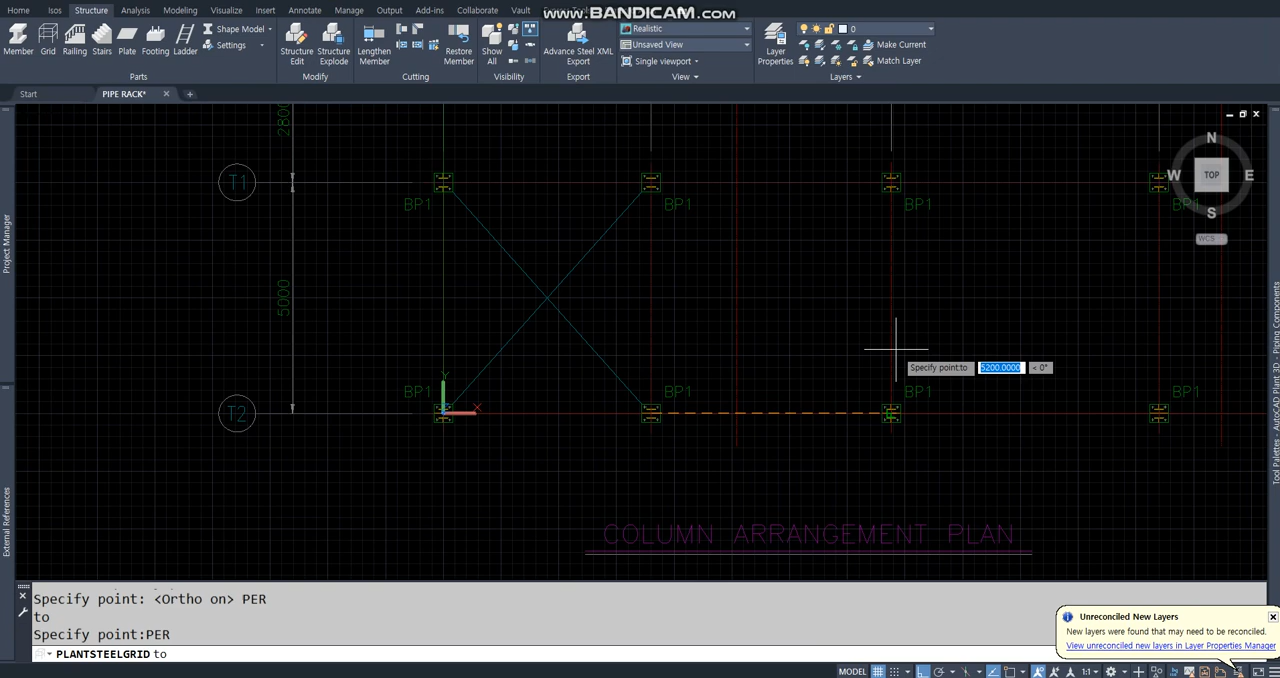 www.BANDICAM.com
Home Isos Structure Analysis Modeling Visualize Insert Annotate Manage Output Add-ins Collaborate Vault
Member Grid Railing Stairs Plate Footing Ladder
Shape Model
Settings
Parts
Structure Edit
Structure Explode
Modify
Lengthen Member
Restore Member
Cutting
Show All
Visibility
Advance Steel XML Export
Export
Realistic
Unsaved View
Single viewport
View
Layer Properties
0
Make Current
Match Layer
Layers
Start
PIPE RACK*
2800
T1
BP1
BP1
BP1
BP1
5000
T2
BP1
BP1
BP1
BP1
Y
X
N
W
TOP
E
S
WCS
Specify point:to
5200.0000
< 0°
COLUMN ARRANGEMENT PLAN
Project Manager
External References
Tool Palettes - AutoCAD Plant 3D - Piping Components
Specify point: <Ortho on> PER
to
Specify point:PER
PLANTSTEELGRID to
Unreconciled New Layers
New layers were found that may need to be reconciled.
View unreconciled new layers in Layer Properties Manager
MODEL
1:1